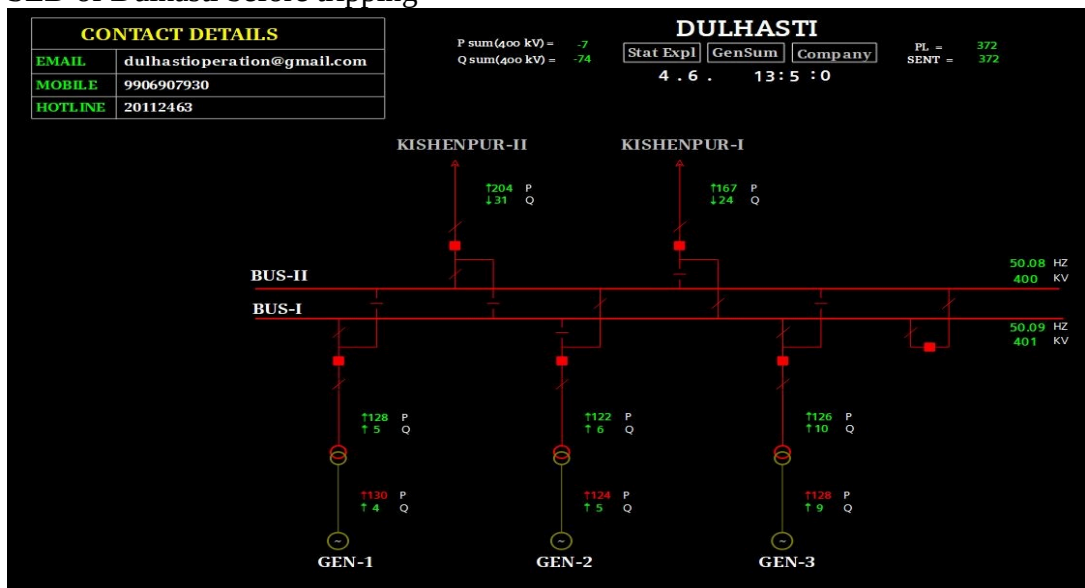 CONTACT DETAILS
EMAIL dulhastioperation@gmail.com
MOBILE 9906907930
HOTLINE 20112463
P sum(400 kV) = -7
Q sum(400 kV) = -74
DULHASTI
Stat Expl GenSum Company
4 . 6 . 13: 5 : 0
PL = 372
SENT = 372
KISHENPUR-II KISHENPUR-I
↑204 P ↑167 P
↓31 Q ↓24 Q
BUS-II 50.08 HZ
400 KV
BUS-I 50.09 HZ
401 KV
↑128 P ↑122 P ↑126 P
↑ 5 Q ↑ 6 Q ↑10 Q
↑130 P ↑124 P ↑128 P
↑ 4 Q ↑ 5 Q ↑ 9 Q
~ ~ ~
GEN-1 GEN-2 GEN-3